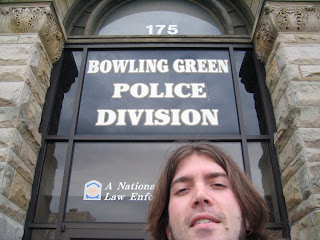 175
BOWLING GREEN
POLICE
DIVISION
A National
Law Enfo